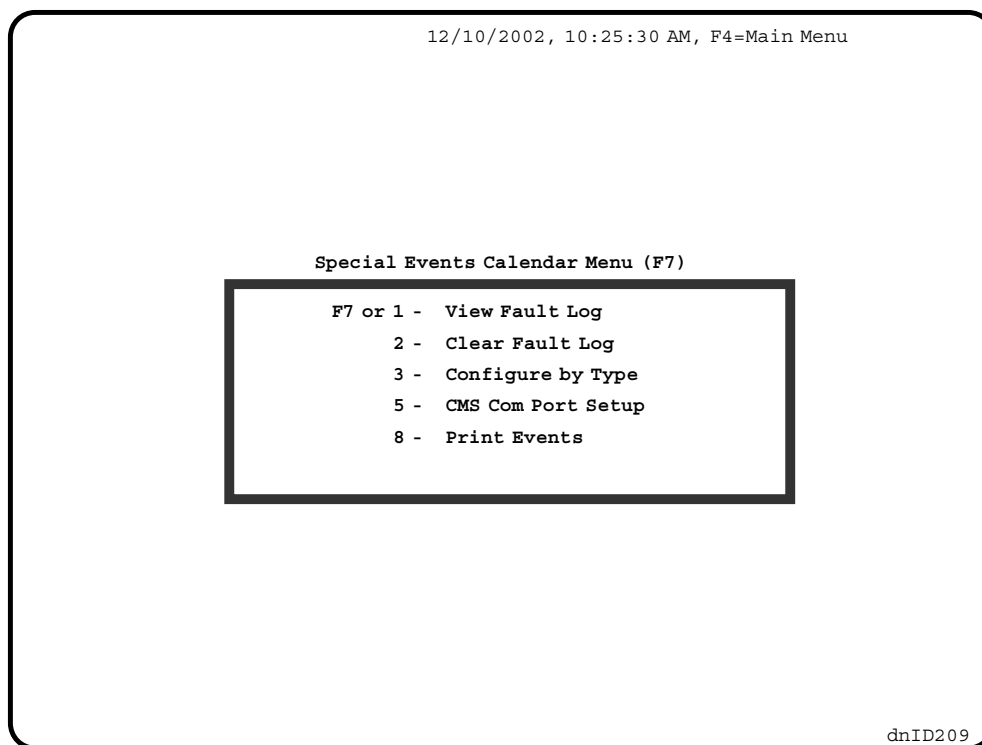 12/10/2002, 10:25:30 AM, F4=Main Menu
Special Events Calendar Menu (F7)
F7 or 1 - View Fault Log
2 - Clear Fault Log
3 - Configure by Type
5 - CMS Com Port Setup
8 - Print Events
dnID209